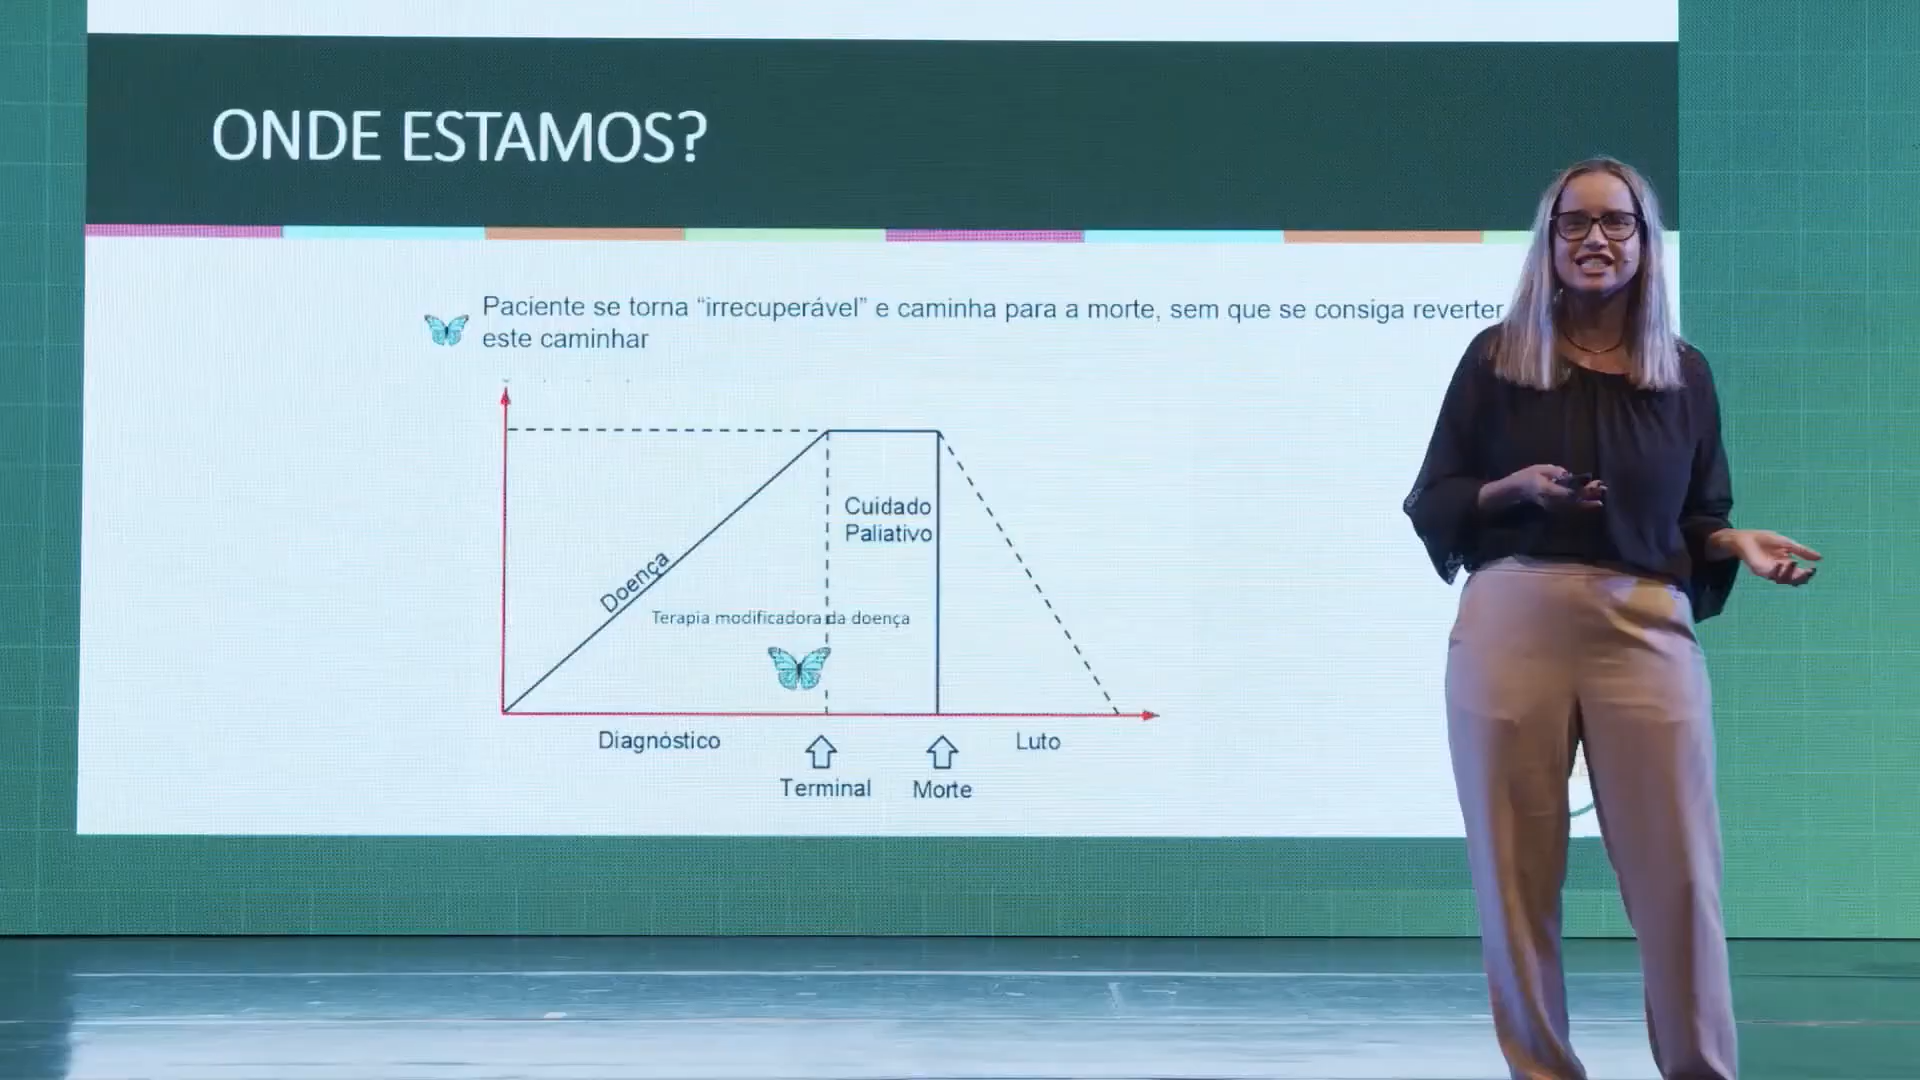 ONDE ESTAMOS?
Paciente se torna “irrecuperável” e caminha para a morte, sem que se consiga reverter
este caminhar
Cuidado
Paliativo
Doença
Terapia modificadora da doença
Diagnóstico
Luto
Terminal
Morte